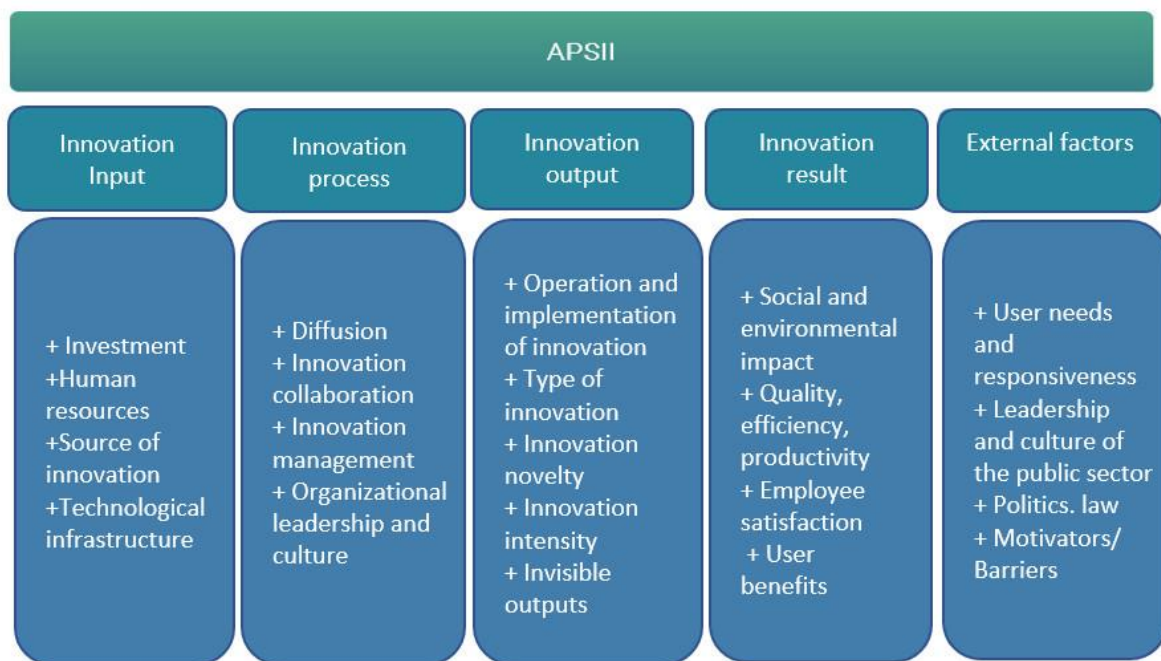 APSII
Innovation
Input
Innovation
process
Innovation
output
Innovation
result
External factors
+ Investment
+Human
resources
+Source of
innovation
+Technological
infrastructure
+ Diffusion
+ Innovation
collaboration
+ Innovation
management
+ Organizational
leadership and
culture
+ Operation and
implementation
of innovation
+ Type of
innovation
+ Innovation
novelty
+ Innovation
intensity
+ Invisible
outputs
+ Social and
environmental
impact
+ Quality,
efficiency,
productivity
+ Employee
satisfaction
+ User
benefits
+ User needs
and
responsiveness
+ Leadership
and culture of
the public sector
+ Politics. law
+ Motivators/
Barriers